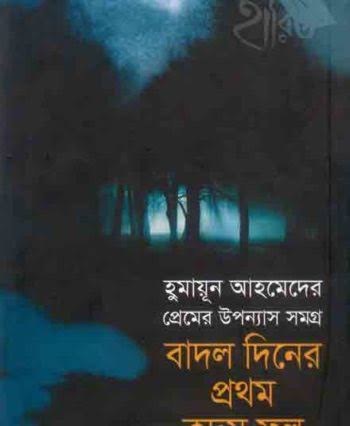 হুমায়ূন আহমেদের
প্রেমের উপন্যাস সমগ্র
বাদল দিনের
প্রথম